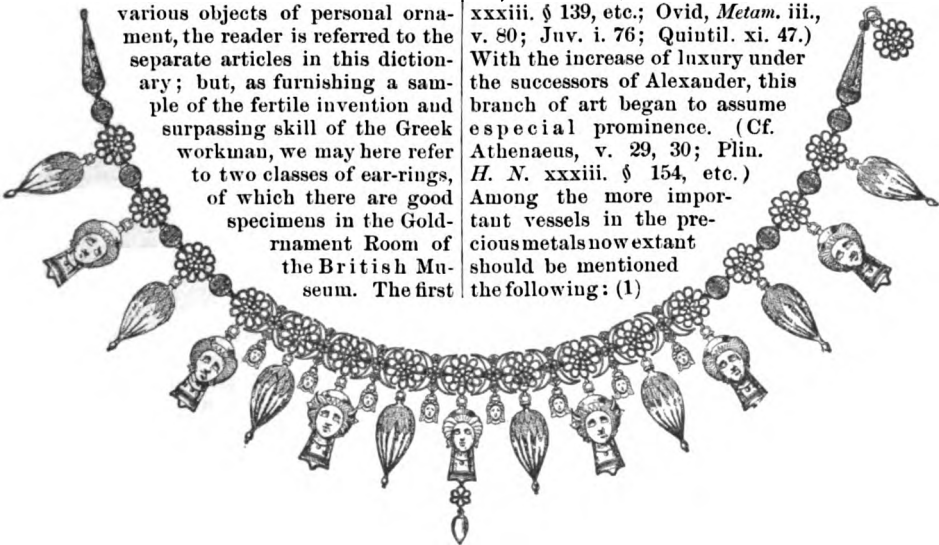 various objects of personal orna-
ment, the reader is referred to the
separate articles in this diction-
ary; but, as furnishing a sam-
ple of the fertile invention and
surpassing skill of the Greek
workman, we may here refer
to two classes of ear-rings,
of which there are good
specimens in the Gold-
rnament Room of
the British Mu-
seum. The first
xxxiii. § 139, etc.; Ovid, Metam. iii.,
v. 80; Juv. i. 76; Quintil. xi. 47.)
With the increase of luxury under
the successors of Alexander, this
branch of art began to assume
especial prominence. (Cf.
Athenaeus, v. 29, 30; Plin.
H. N. xxxiii. § 154, etc.)
Among the more impor-
tant vessels in the pre-
cious metals now extant
should be mentioned
the following: (1)